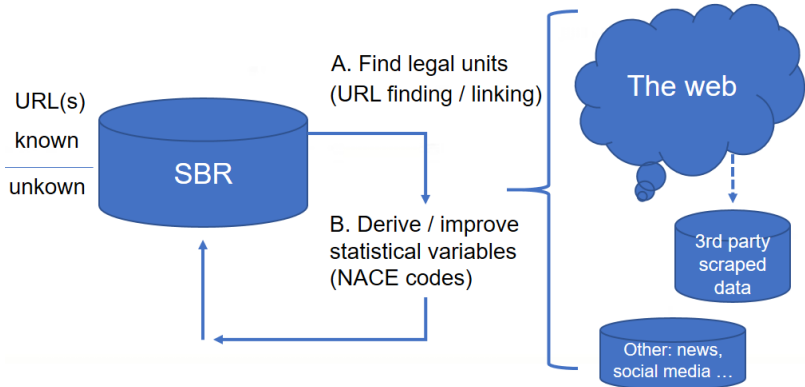 URL(s)
known
unkown
SBR
A. Find legal units
(URL finding / linking)
B. Derive / improve
statistical variables
(NACE codes)
The web
3rd party
scraped
data
Other: news,
social media ...